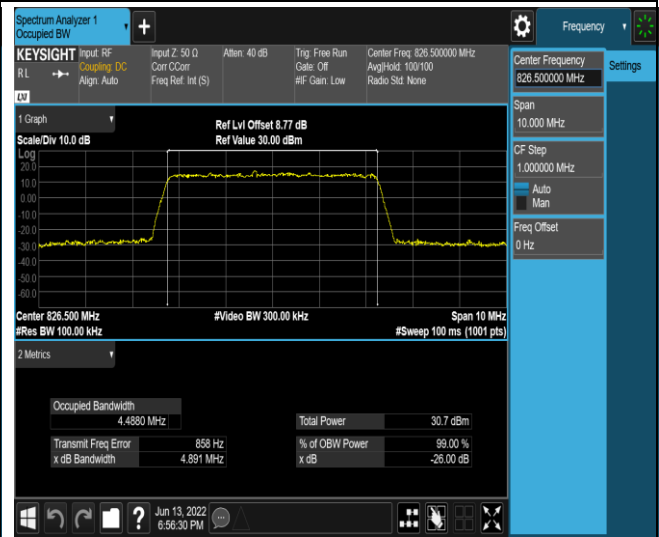 Spectrum Analyzer 1
Occupied BW
+
Frequency
KEYSIGHT
RL
LXI
Input: RF
Coupling: DC
Align: Auto
Input Z: 50 Ω
Corr CCorr
Freq Ref: Int (S)
Atten: 40 dB
Trig: Free Run
Gate: Off
#IF Gain: Low
Center Freq: 826.500000 MHz
Avg|Hold: 100/100
Radio Std: None
Center Frequency
826.500000 MHz
Settings
Span
10.000 MHz
CF Step
1.000000 MHz
Auto
Man
Freq Offset
0 Hz
1 Graph
Scale/Div 10.0 dB
Ref Lvl Offset 8.77 dB
Ref Value 30.00 dBm
Log
20.0
10.0
0.00
-10.0
-20.0
-30.0
-40.0
-50.0
-60.0
Center 826.500 MHz
#Video BW 300.00 kHz
Span 10 MHz
#Res BW 100.00 kHz
#Sweep 100 ms (1001 pts)
2 Metrics
Occupied Bandwidth
4.4880 MHz
Total Power 30.7 dBm
Transmit Freq Error 858 Hz
% of OBW Power 99.00 %
x dB Bandwidth 4.891 MHz
x dB -26.00 dB
?
Jun 13, 2022
6:56:30 PM